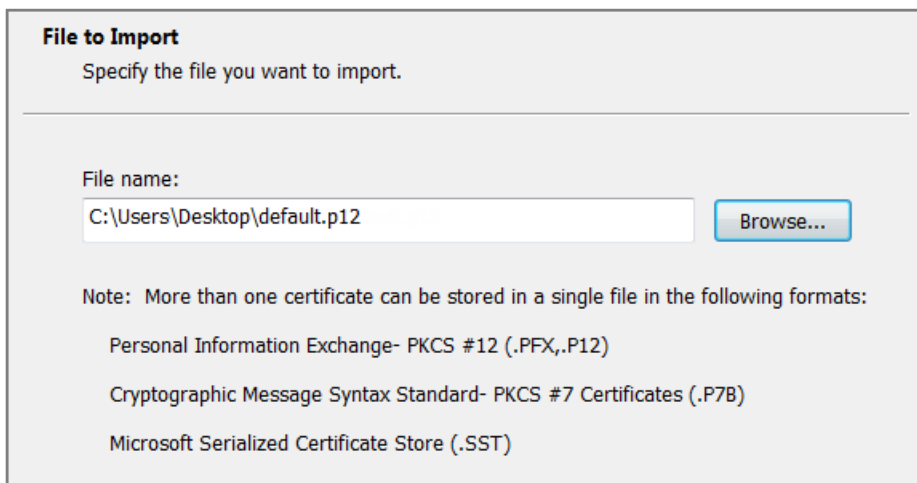 File to Import
Specify the file you want to import.
File name:
C:\Users\Desktop\default.p12
Browse...
Note:  More than one certificate can be stored in a single file in the following formats:
Personal Information Exchange- PKCS #12 (.PFX,.P12)
Cryptographic Message Syntax Standard- PKCS #7 Certificates (.P7B)
Microsoft Serialized Certificate Store (.SST)